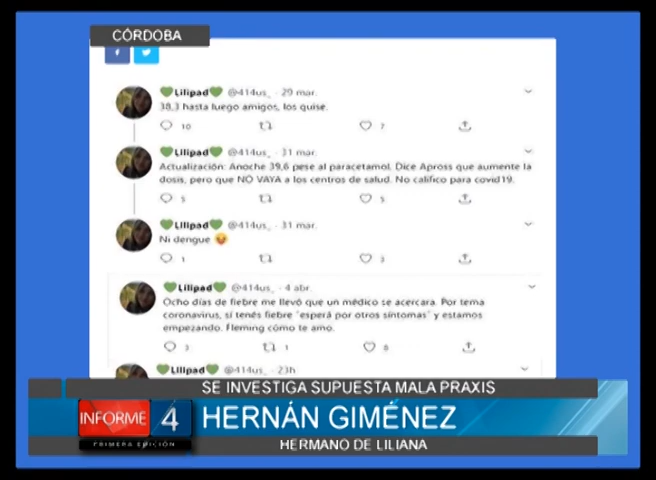 CÓRDOBA
💚Lilipad💚 @414us_ · 29 mar.
38.3 hasta luego amigos, los quise.
10 7
💚Lilipad💚 @414us_ · 31 mar.
Actualización: Anoche 39,6 pese al paracetamol. Dice Apross que aumente la
dosis, pero que NO VAYA a los centros de salud. No califico para covid19.
5 5
💚Lilipad💚 @414us_ · 31 mar.
Ni dengue 😡
1 3
💚Lilipad💚 @414us_ · 4 abr.
Ocho días de fiebre me llevó que un médico se acercara. Por tema
coronavirus, sí tenés fiebre "esperá por otros síntomas" y estamos
empezando. Fleming cómo te amo.
3 1 8
💚Lilipad💚 @414us_ · 23h
SE INVESTIGA SUPUESTA MALA PRAXIS
INFORME 4 HERNÁN GIMÉNEZ
PRIMERA EDICIÓN
HERMANO DE LILIANA